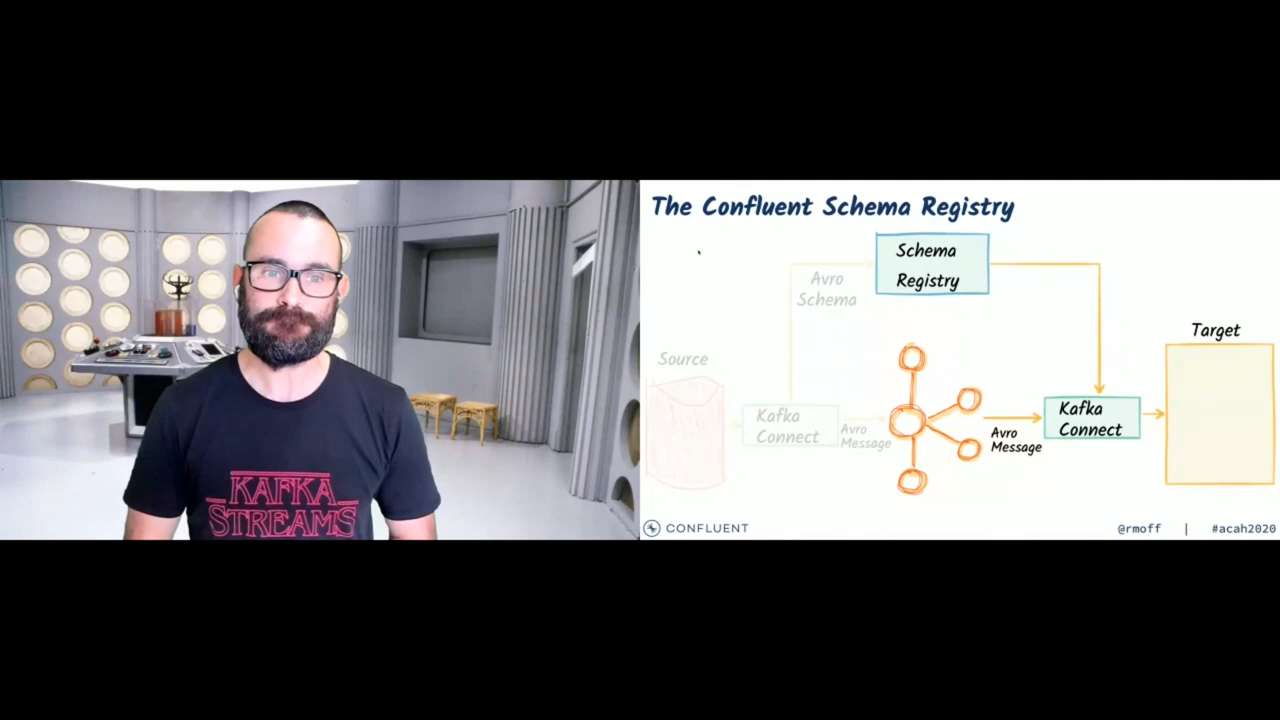 KAFKA
STREAMS
The Confluent Schema Registry
Schema
Registry
Avro
Schema
Target
Source
Kafka
Connect
Avro
Message
Avro
Message
Kafka
Connect
CONFLUENT
@rmoff | #acah2020